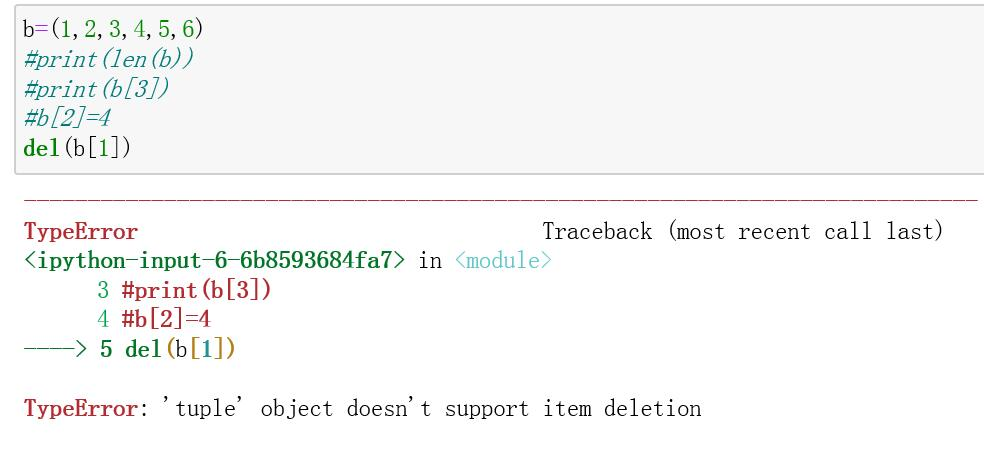 b=(1,2,3,4,5,6)
#print(len(b))
#print(b[3])
#b[2]=4
del(b[1])
---------------------------------------------------------------------------
TypeError Traceback (most recent call last)
<ipython-input-6-6b8593684fa7> in <module>
3 #print(b[3])
4 #b[2]=4
----> 5 del(b[1])
TypeError: 'tuple' object doesn't support item deletion